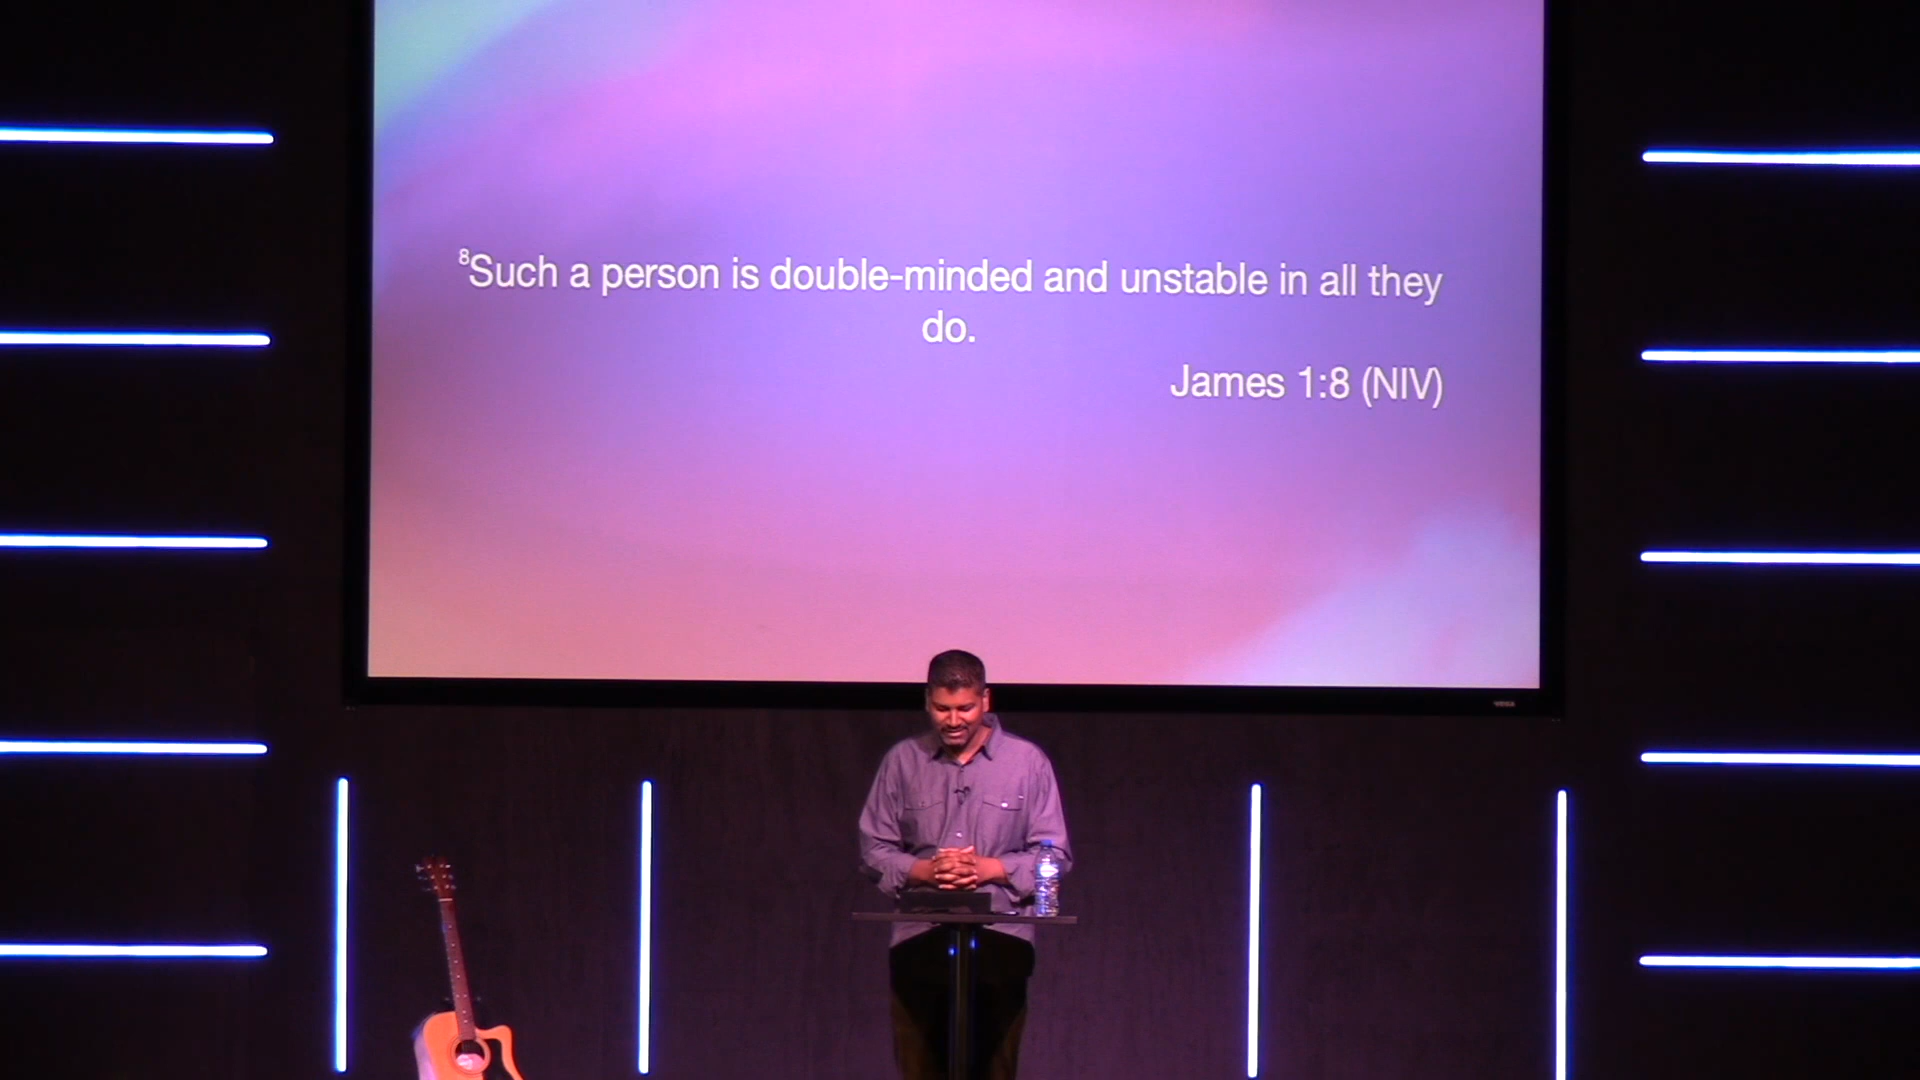 ⁸Such a person is double-minded and unstable in all they
do.
James 1:8 (NIV)